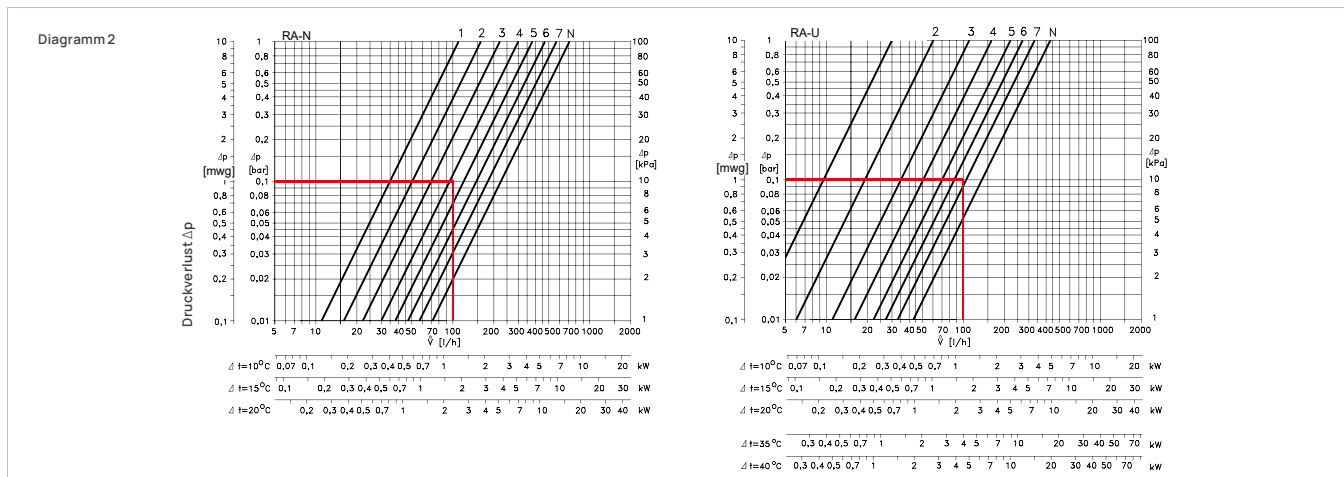 Diagramm 2
RA-N
1 2 3 4 5 6 7 N
10 1 100
8 0,8 80
6 0,6 60
5 0,5 50
4 0,4 40
3 0,3 30
2 0,2 20
Δp Δp Δp
[mwg] [bar] [kPa]
1 0,1 10
0,8 0,08 8
0,6 0,06 6
0,5 0,05 5
0,4 0,04 4
0,3 0,03 3
0,2 0,02 2
0,1 0,01 1
Druckverlust Δp
5 7 10 20 30 40 50 70 100 200 300 400 500 700 1000 2000
V̇ [l/h]
Δ t=10°C 0,07 0,1 0,2 0,3 0,4 0,5 0,7 1 2 3 4 5 7 10 20 kW
Δ t=15°C 0,1 0,2 0,3 0,4 0,5 0,7 1 2 3 4 5 7 10 20 30 kW
Δ t=20°C 0,2 0,3 0,4 0,5 0,7 1 2 3 4 5 7 10 20 30 40 kW
RA-U
2 3 4 5 6 7 N
10 1 100
8 0,8 80
6 0,6 60
5 0,5 50
4 0,4 40
3 0,3 30
2 0,2 20
Δp Δp Δp
[mwg] [bar] [kPa]
1 0,1 10
0,8 0,08 8
0,6 0,06 6
0,5 0,05 5
0,4 0,04 4
0,3 0,03 3
0,2 0,02 2
0,1 0,01 1
5 7 10 20 30 40 50 70 100 200 300 400 500 700 1000 2000
V̇ [l/h]
Δ t=10°C 0,07 0,1 0,2 0,3 0,4 0,5 0,7 1 2 3 4 5 7 10 20 kW
Δ t=15°C 0,1 0,2 0,3 0,4 0,5 0,7 1 2 3 4 5 7 10 20 30 kW
Δ t=20°C 0,2 0,3 0,4 0,5 0,7 1 2 3 4 5 7 10 20 30 40 kW
Δ t=35°C 0,3 0,4 0,5 0,7 1 2 3 4 5 7 10 20 30 40 50 70 kW
Δ t=40°C 0,3 0,4 0,5 0,7 1 2 3 4 5 7 10 20 30 40 50 70 kW